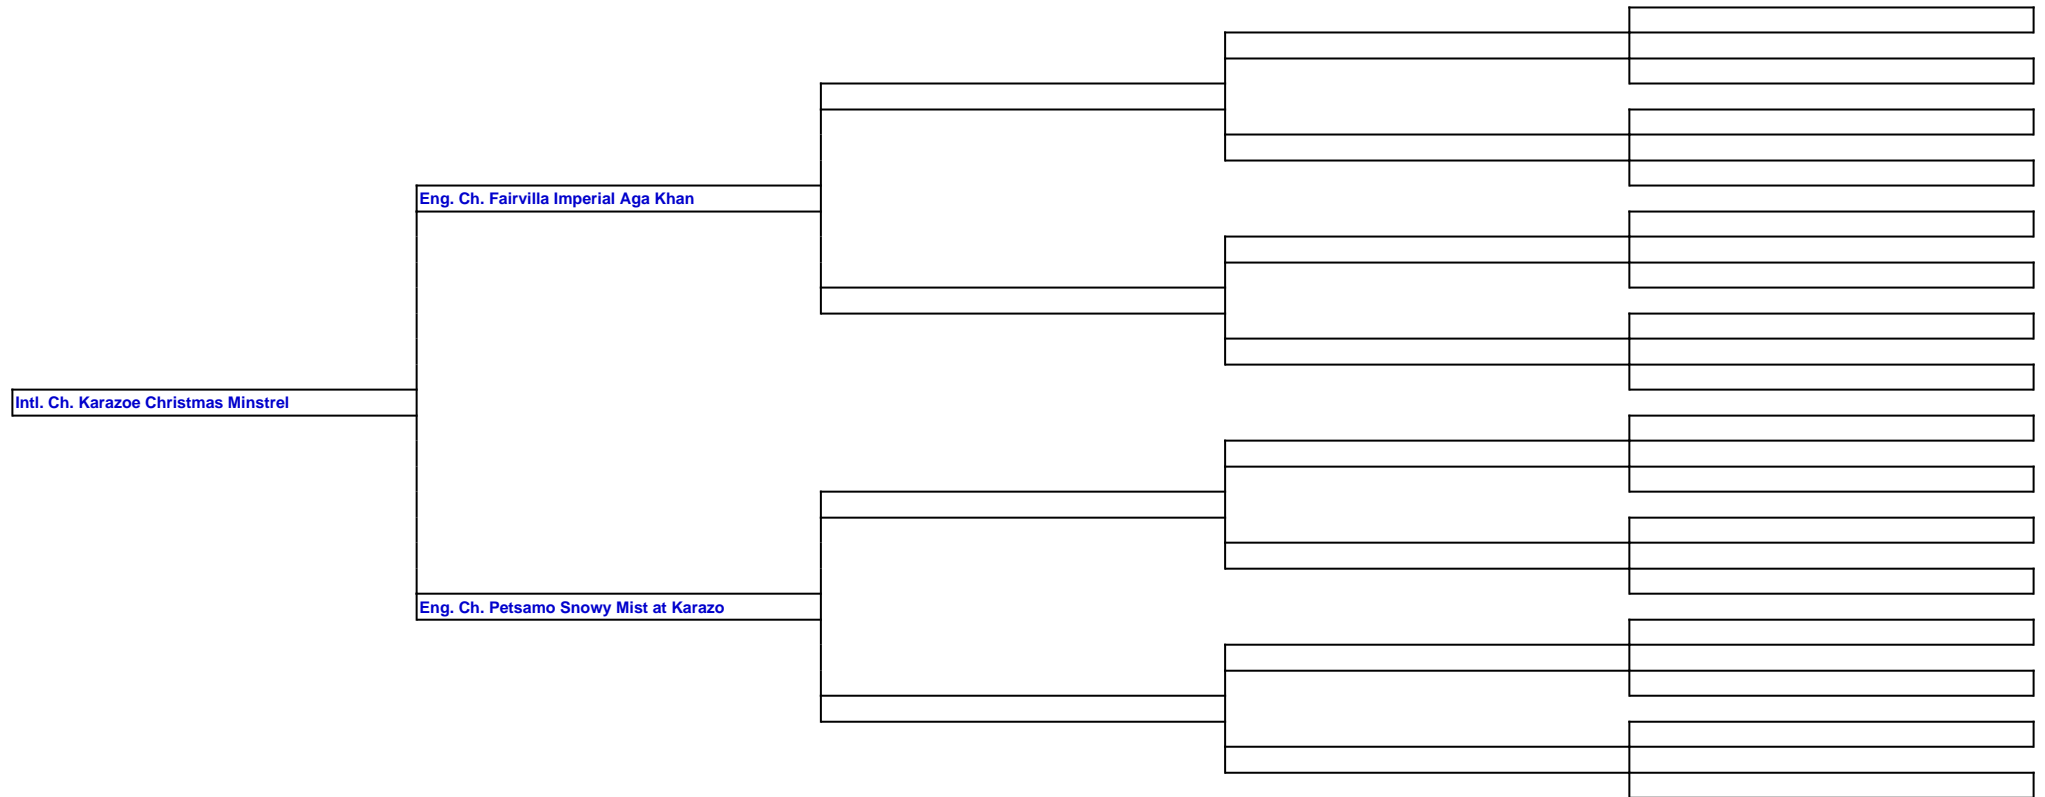 Eng. Ch. Fairvilla Imperial Aga Khan
Intl. Ch. Karazoe Christmas Minstrel
Eng. Ch. Petsamo Snowy Mist at Karazo